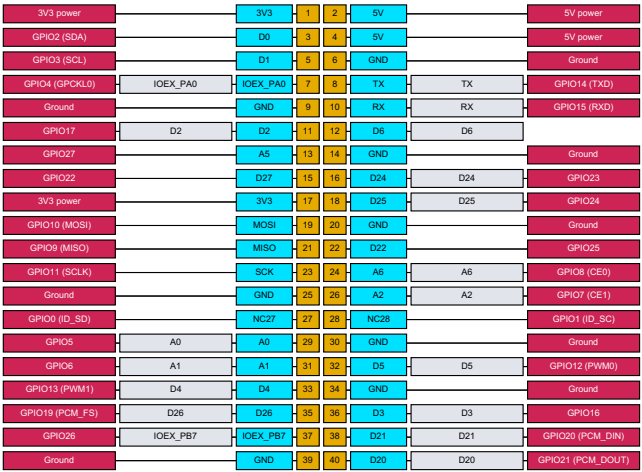 3V3 power 3V3 1 2 5V 5V power
GPIO2 (SDA) D0 3 4 5V 5V power
GPIO3 (SCL) D1 5 6 GND Ground
GPIO4 (GPCKL0) IOEX_PA0 IOEX_PA0 7 8 TX TX GPIO14 (TXD)
Ground GND 9 10 RX RX GPIO15 (RXD)
GPIO17 D2 D2 11 12 D6 D6
GPIO27 A5 13 14 GND Ground
GPIO22 D27 15 16 D24 D24 GPIO23
3V3 power 3V3 17 18 D25 D25 GPIO24
GPIO10 (MOSI) MOSI 19 20 GND Ground
GPIO9 (MISO) MISO 21 22 D22 GPIO25
GPIO11 (SCLK) SCK 23 24 A6 A6 GPIO8 (CE0)
Ground GND 25 26 A2 A2 GPIO7 (CE1)
GPIO0 (ID_SD) NC27 27 28 NC28 GPIO1 (ID_SC)
GPIO5 A0 A0 29 30 GND Ground
GPIO6 A1 A1 31 32 D5 D5 GPIO12 (PWM0)
GPIO13 (PWM1) D4 D4 33 34 GND Ground
GPIO19 (PCM_FS) D26 D26 35 36 D3 D3 GPIO16
GPIO26 IOEX_PB7 IOEX_PB7 37 38 D21 D21 GPIO20 (PCM_DIN)
Ground GND 39 40 D20 D20 GPIO21 (PCM_DOUT)